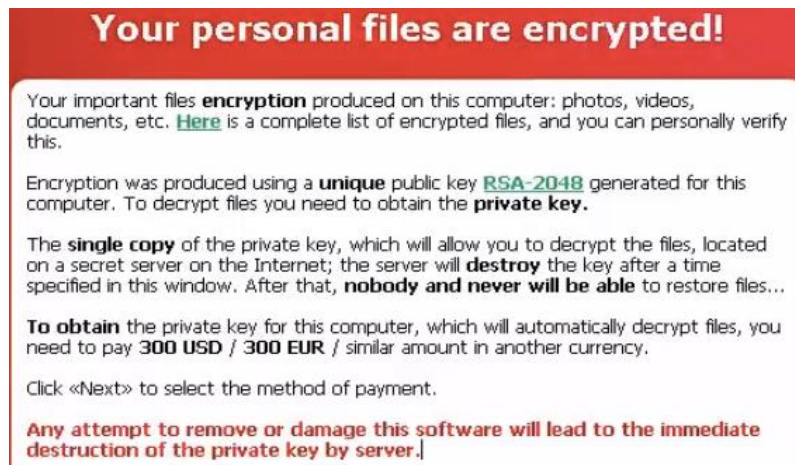 Your personal files are encrypted!
Your important files encryption produced on this computer: photos, videos,
documents, etc. Here is a complete list of encrypted files, and you can personally verify
this.
Encryption was produced using a unique public key RSA-2048 generated for this
computer. To decrypt files you need to obtain the private key.
The single copy of the private key, which will allow you to decrypt the files, located
on a secret server on the Internet; the server will destroy the key after a time
specified in this window. After that, nobody and never will be able to restore files...
To obtain the private key for this computer, which will automatically decrypt files, you
need to pay 300 USD / 300 EUR / similar amount in another currency.
Click «Next» to select the method of payment.
Any attempt to remove or damage this software will lead to the immediate
destruction of the private key by server.